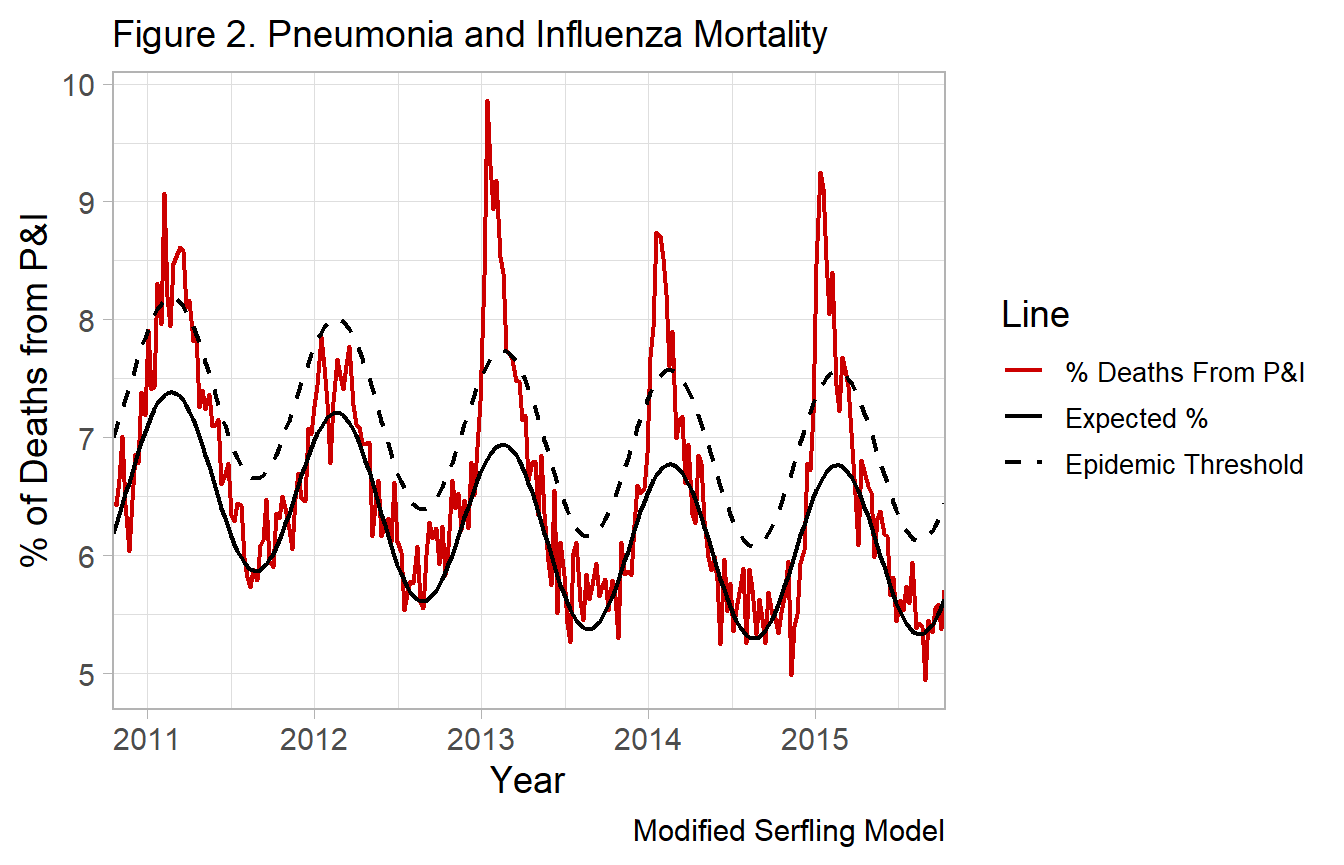 Figure 2. Pneumonia and Influenza Mortality
10
9
8
7
6
5
% of Deaths from P&I
2011 2012 2013 2014 2015
Year
Line
% Deaths From P&I
Expected %
Epidemic Threshold
Modified Serfling Model